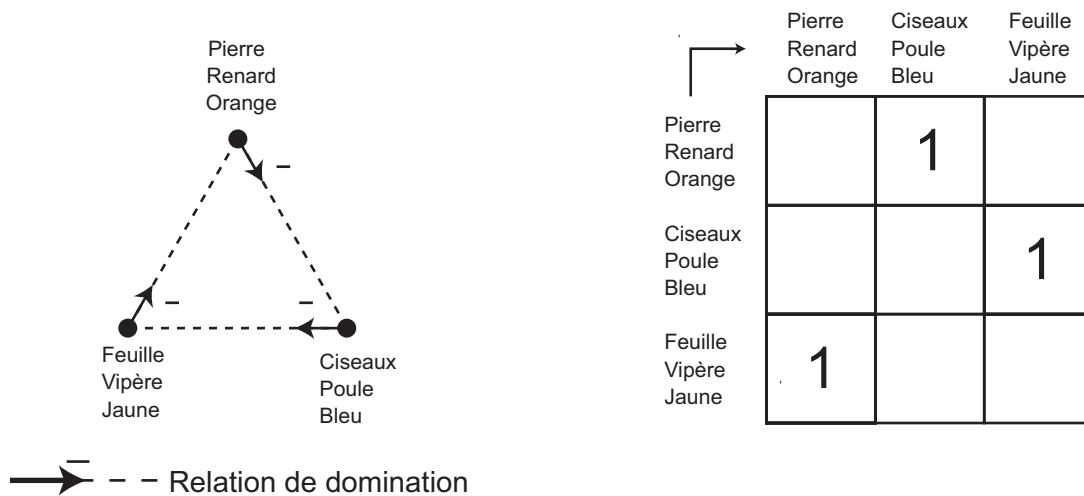 Pierre
Renard
Orange
–
–
–
Feuille
Vipère
Jaune
Ciseaux
Poule
Bleu
– Relation de domination
Pierre
Renard
Orange
Ciseaux
Poule
Bleu
Feuille
Vipère
Jaune
Pierre
Renard
Orange
1
Ciseaux
Poule
Bleu
1
Feuille
Vipère
Jaune
1